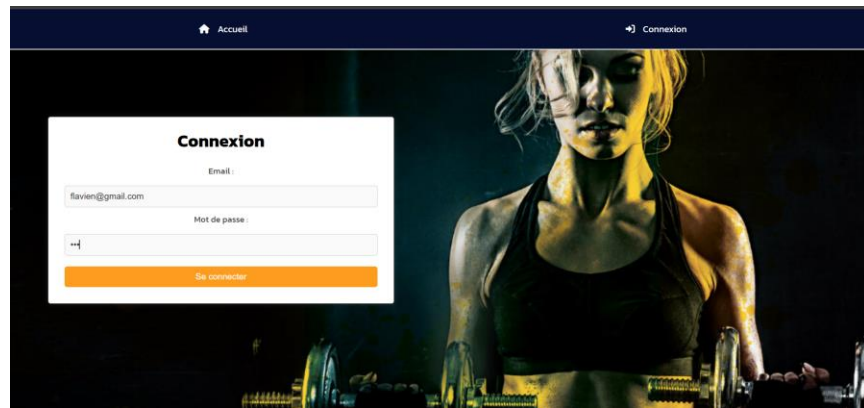 Accueil
Connexion
Connexion
Email :
flavien@gmail.com
Mot de passe :
•••
Se connecter